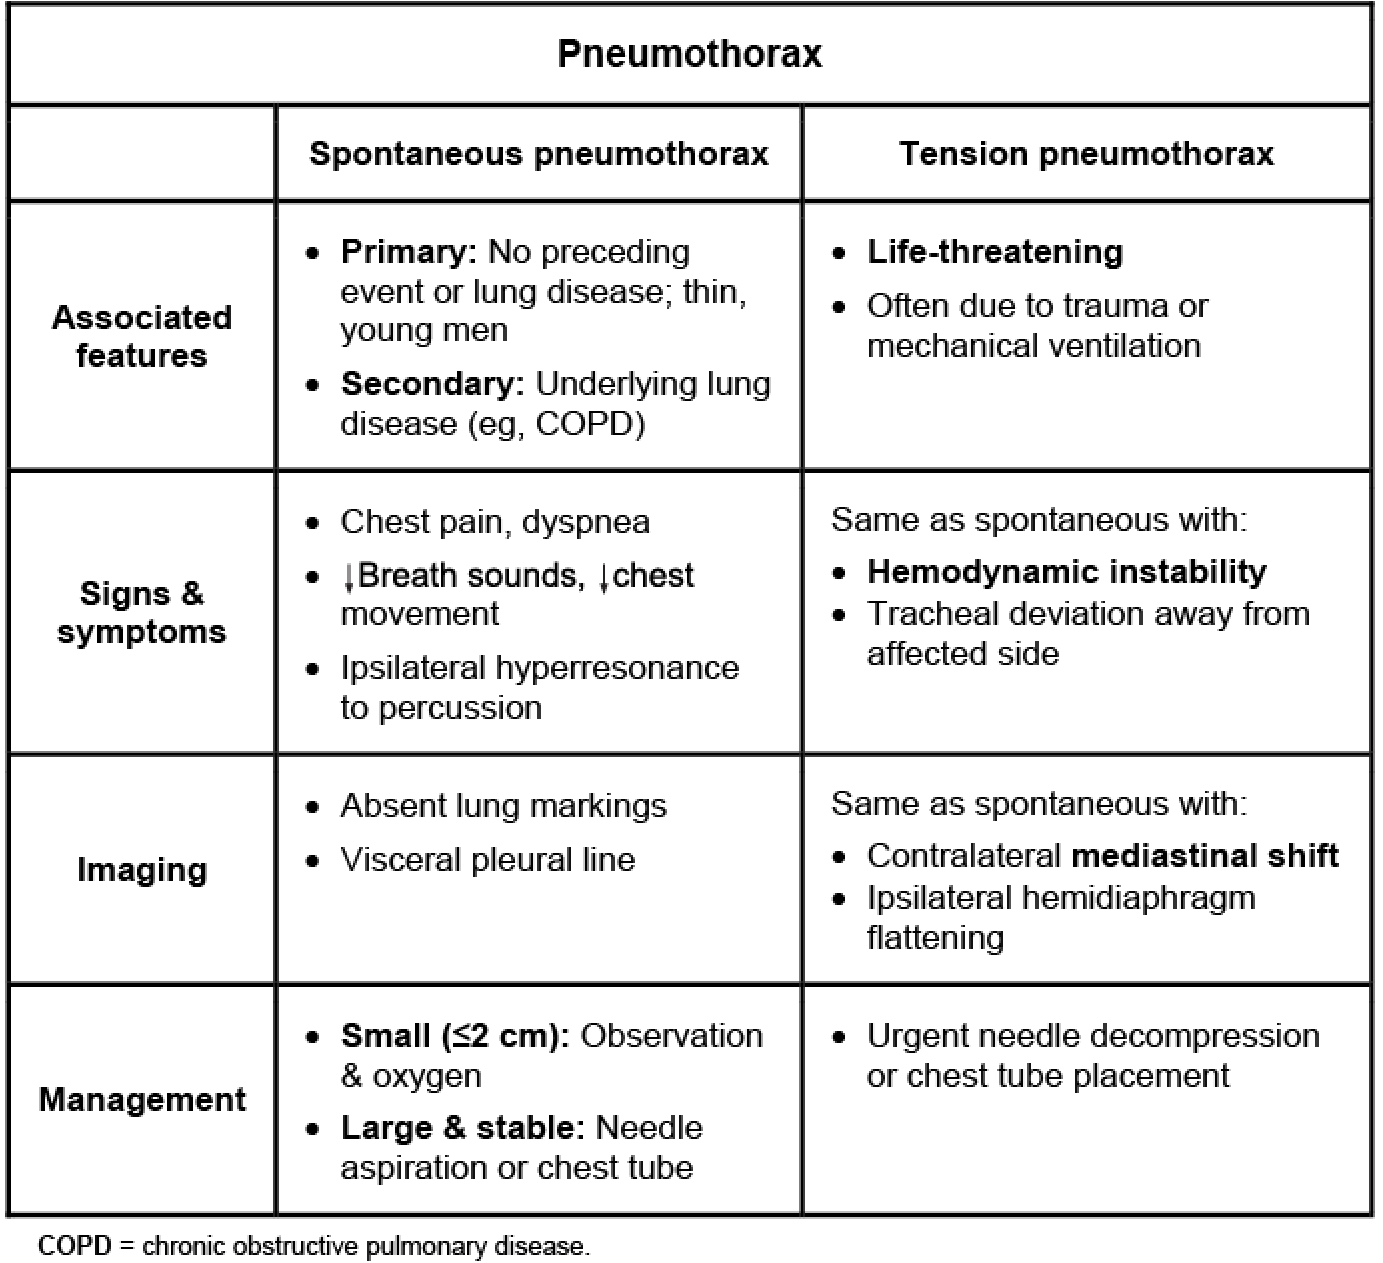 Pneumothorax
Spontaneous pneumothorax
Tension pneumothorax
Associated
features
• Primary: No preceding
event or lung disease; thin,
young men
• Secondary: Underlying lung
disease (eg, COPD)
• Life-threatening
• Often due to trauma or
mechanical ventilation
Signs &
symptoms
• Chest pain, dyspnea
• ↓Breath sounds, ↓chest
movement
• Ipsilateral hyperresonance
to percussion
Same as spontaneous with:
• Hemodynamic instability
• Tracheal deviation away from
affected side
Imaging
• Absent lung markings
• Visceral pleural line
Same as spontaneous with:
• Contralateral mediastinal shift
• Ipsilateral hemidiaphragm
flattening
Management
• Small (≤2 cm): Observation
& oxygen
• Large & stable: Needle
aspiration or chest tube
• Urgent needle decompression
or chest tube placement
COPD = chronic obstructive pulmonary disease.